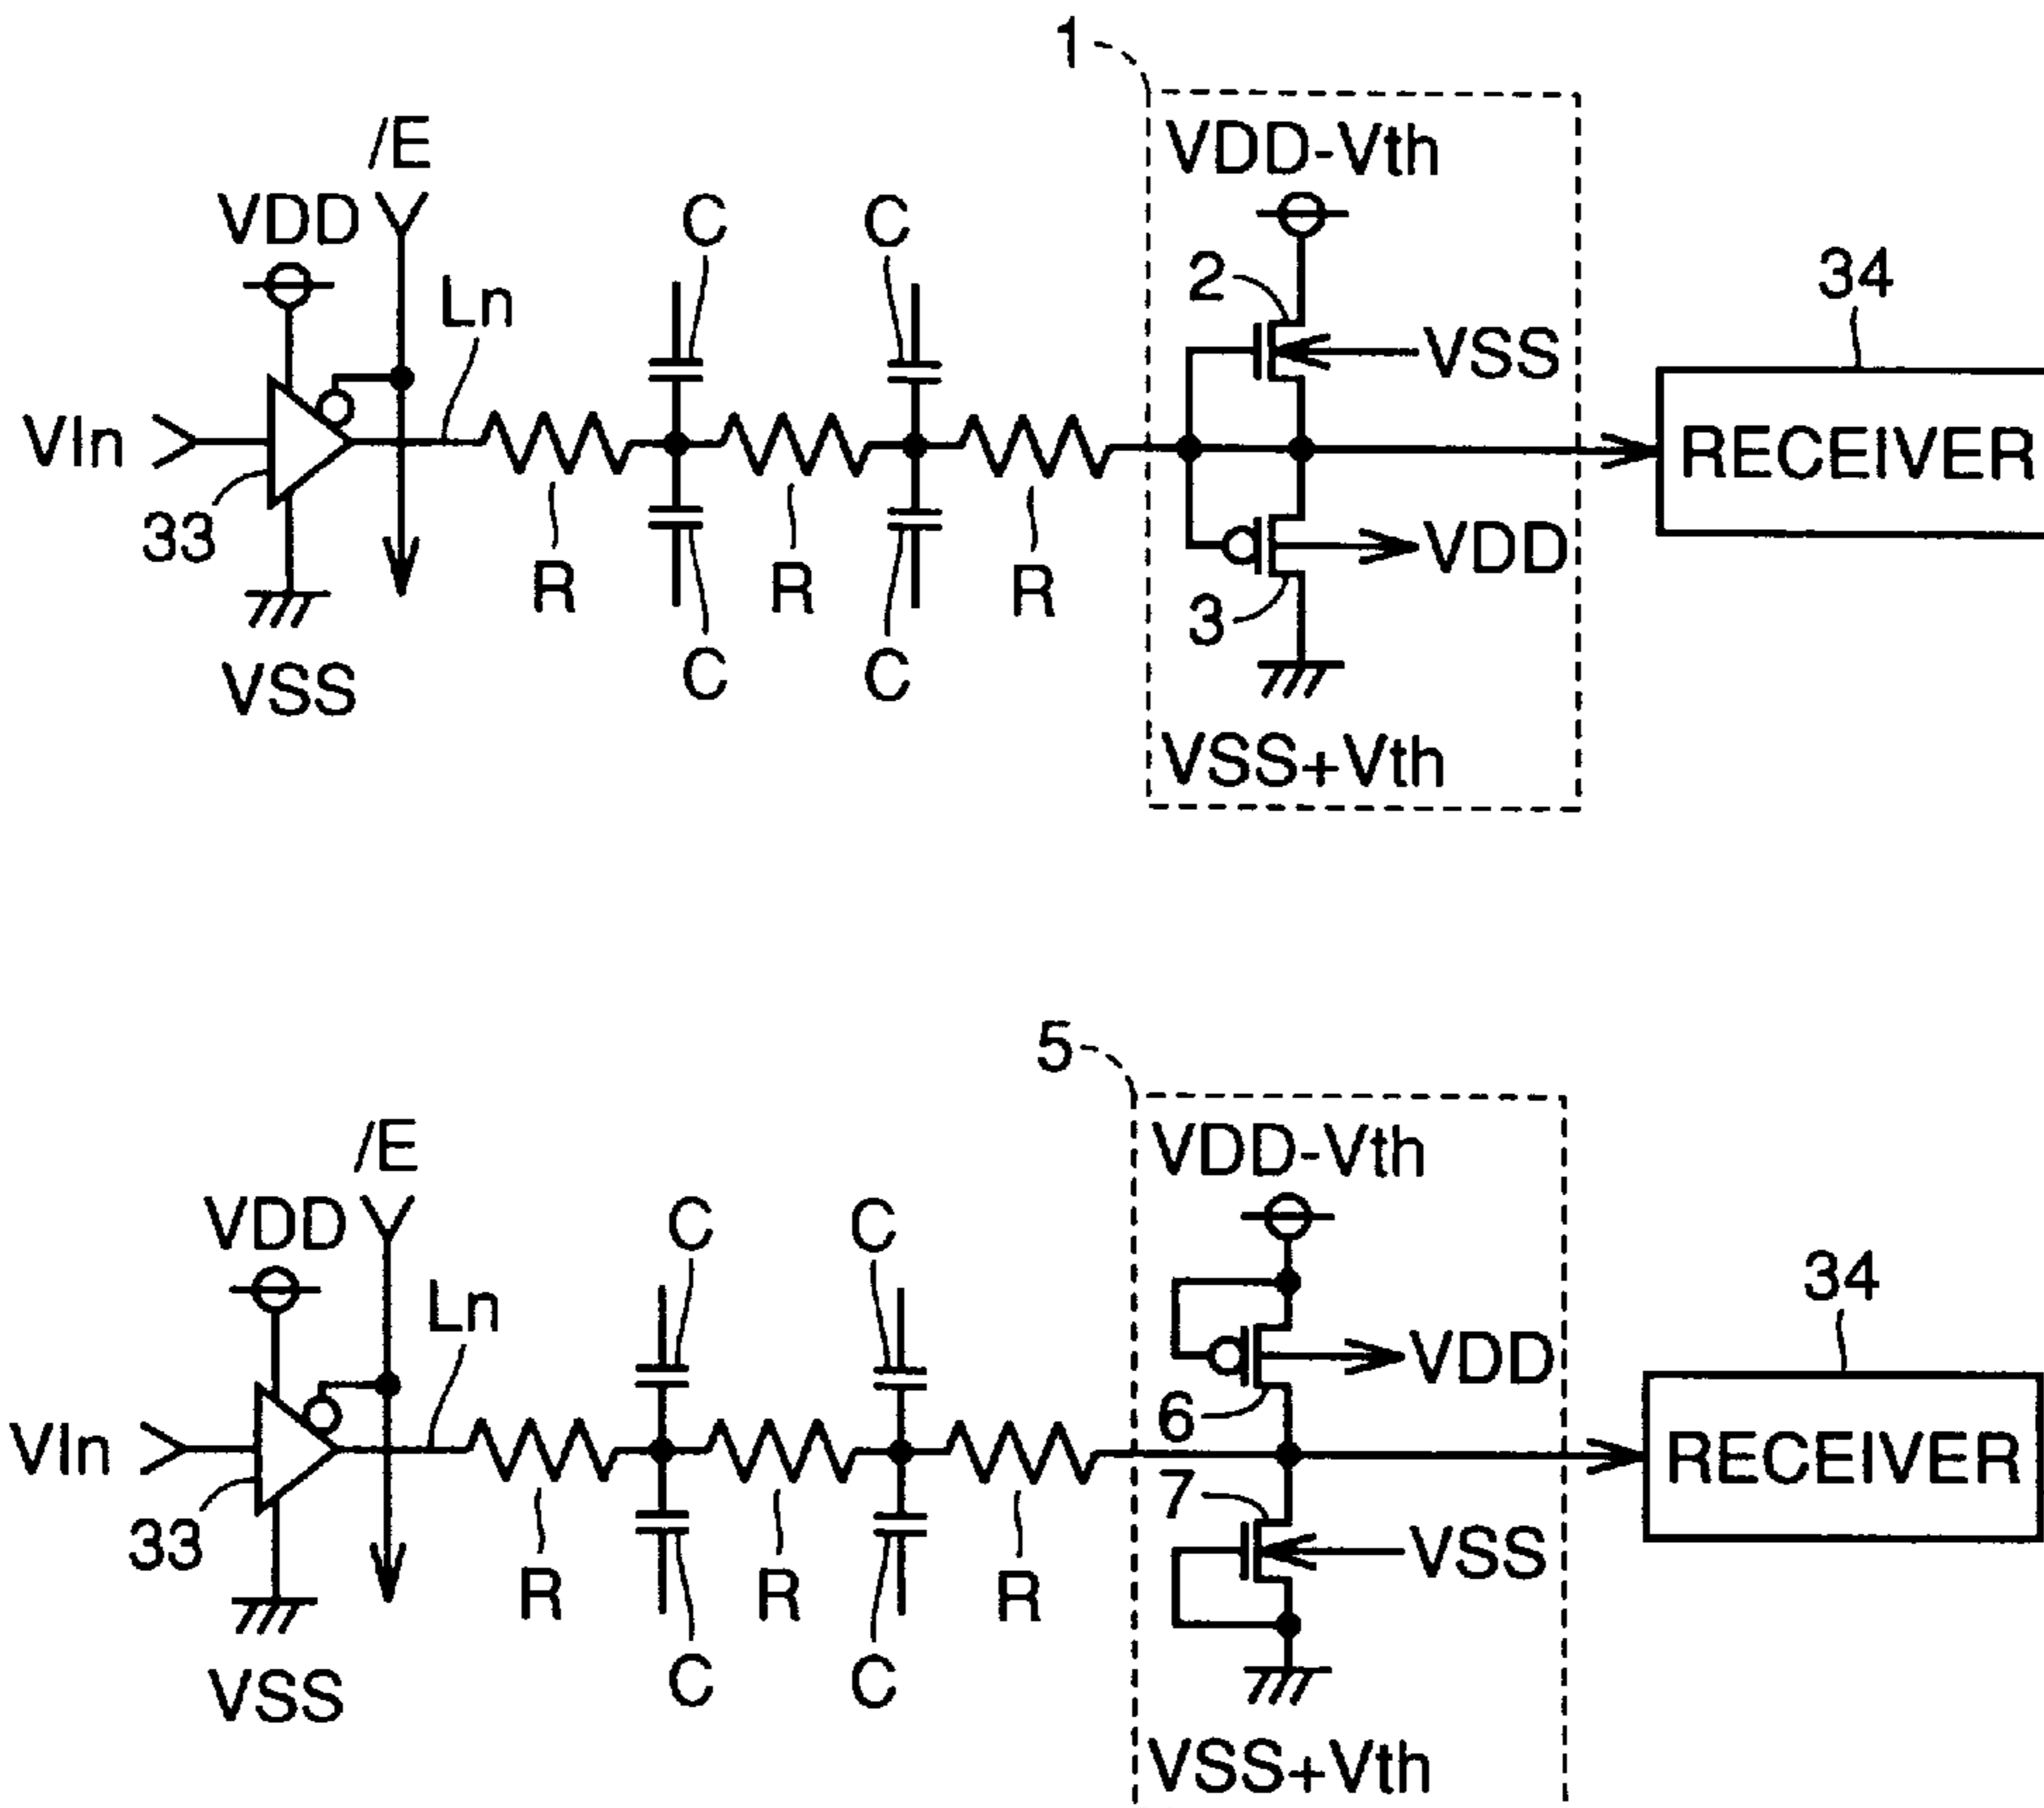 1
VDD-Vth
/E
VDD
C
C
Ln
2
VSS
34
VIn
RECEIVER
33
VDD
R
R
R
3
VSS
C
C
VSS+Vth
5
VDD-Vth
/E
VDD
C
C
Ln
34
VDD
6
VIn
RECEIVER
7
33
VSS
R
R
R
VSS
C
C
VSS+Vth